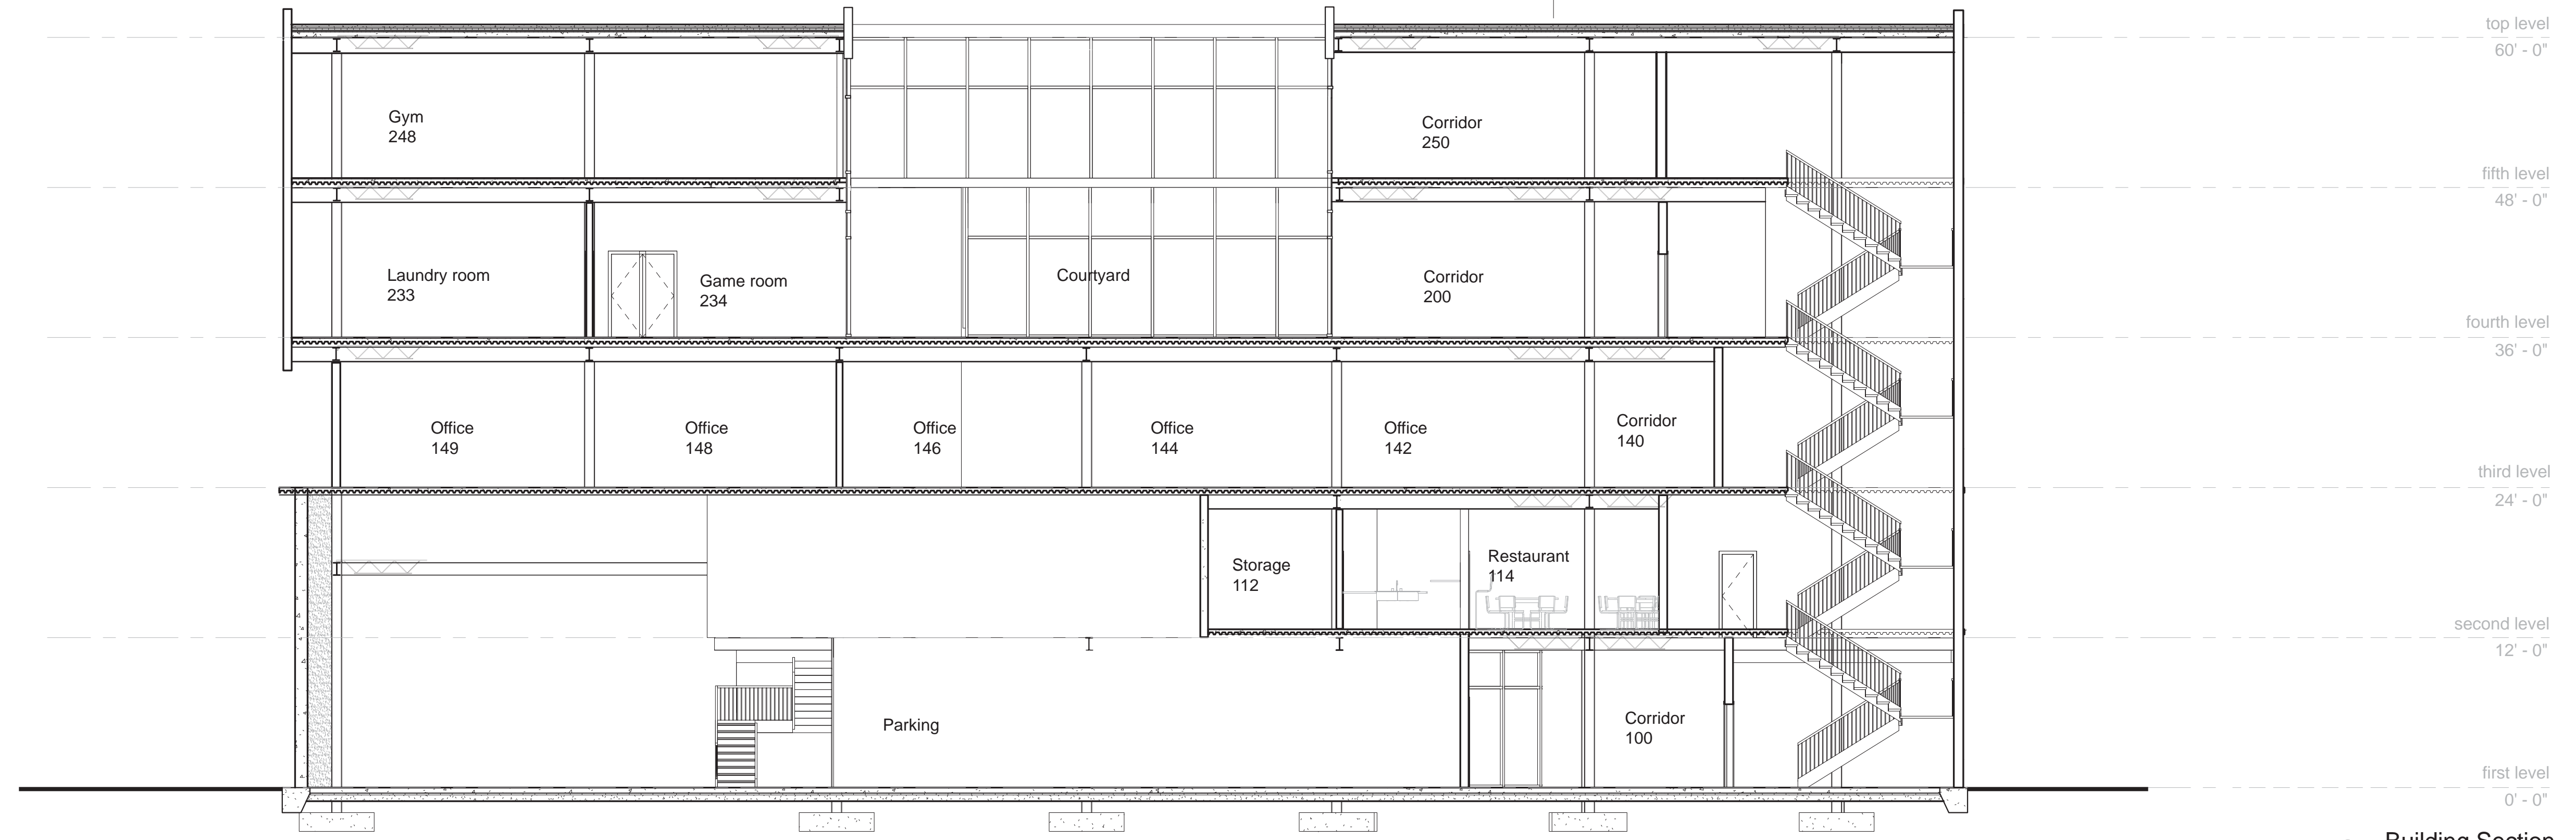 top level
60' - 0"
Gym
248
Corridor
250
fifth level
48' - 0"
Laundry room
233
Game room
234
Courtyard
Corridor
200
fourth level
36' - 0"
Office
149
Office
148
Office
146
Office
144
Office
142
Corridor
140
third level
24' - 0"
Storage
112
Restaurant
114
second level
12' - 0"
Parking
Corridor
100
first level
0' - 0"
Building Section